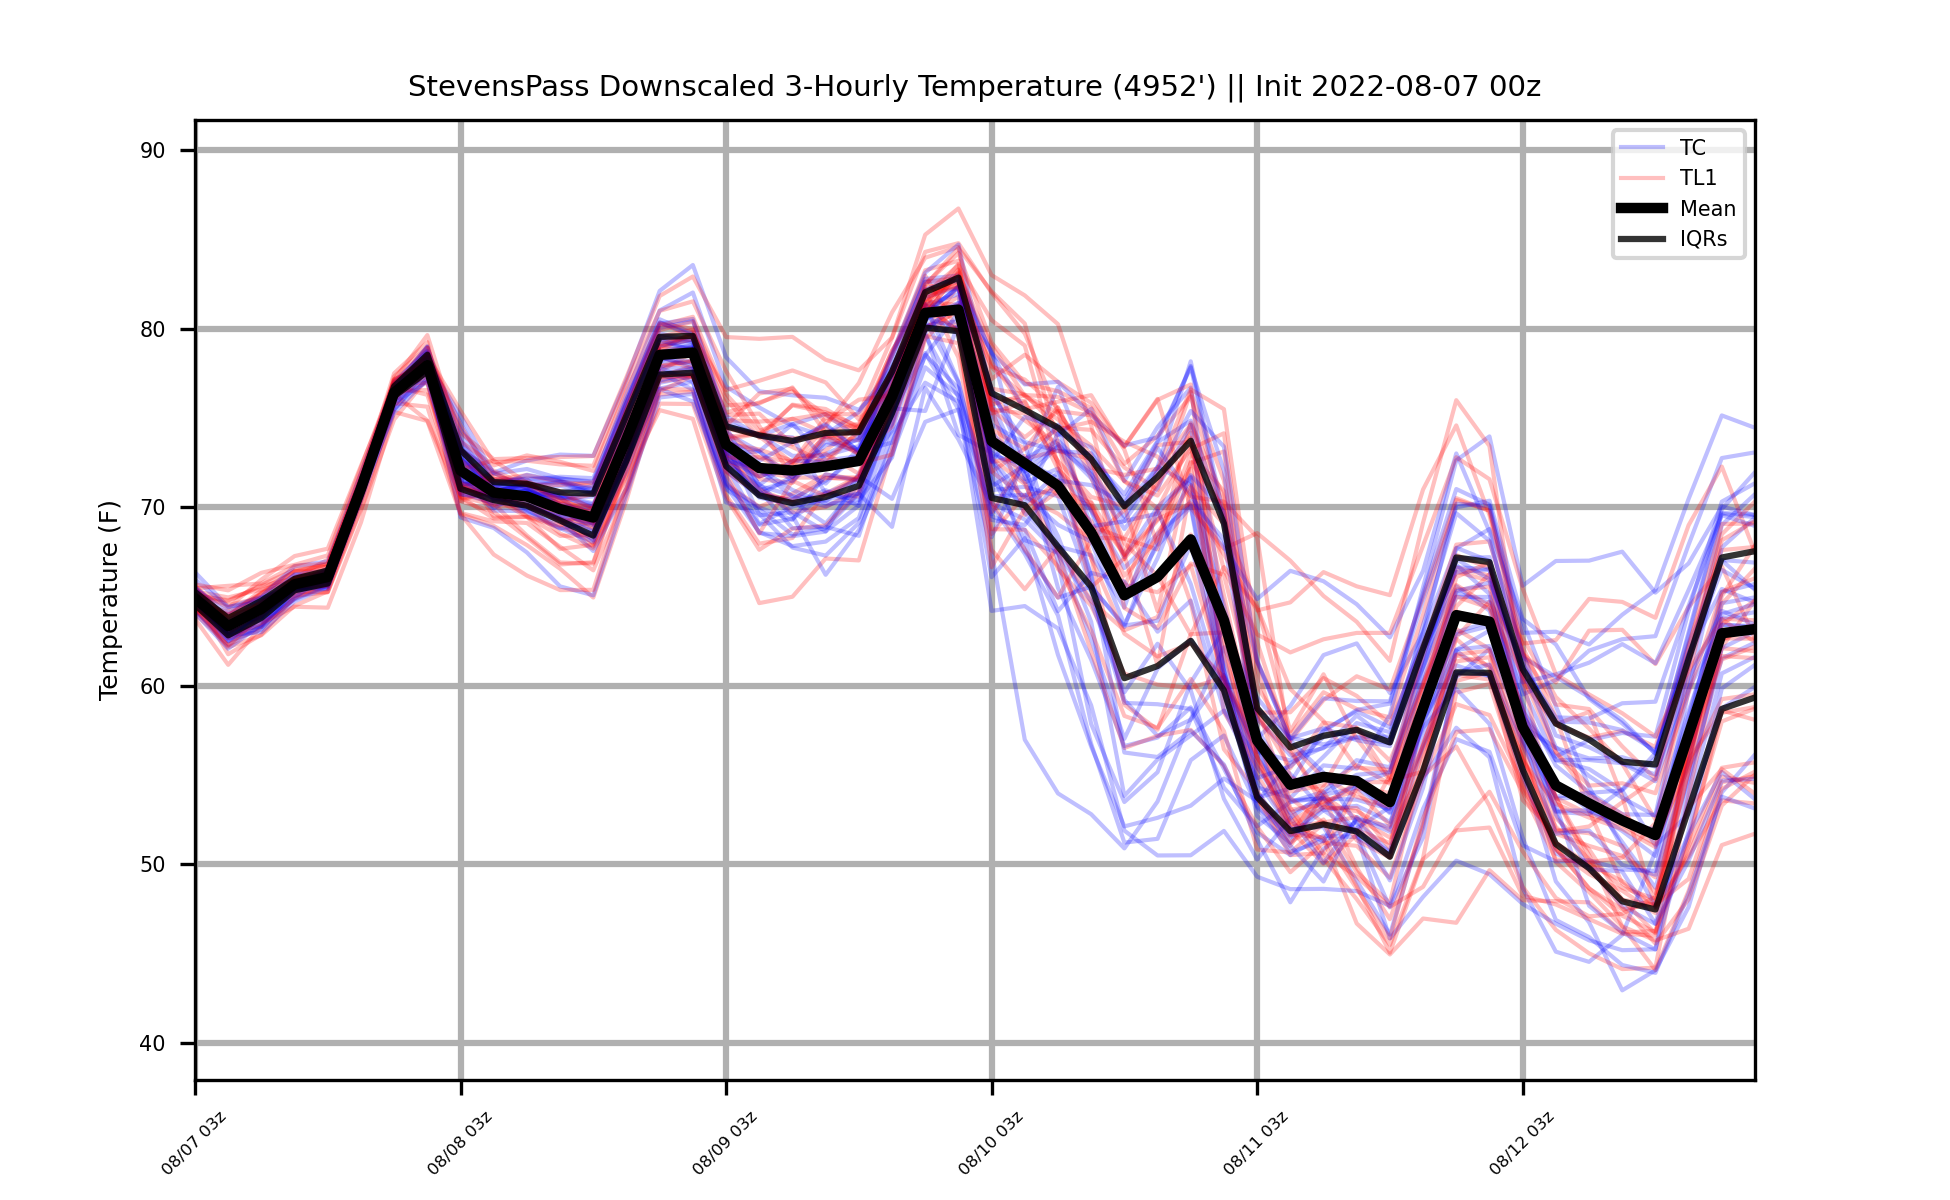 StevensPass Downscaled 3-Hourly Temperature (4952') || Init 2022-08-07 00z
TC
TL1
Mean
IQRs
Temperature (F)
90
80
70
60
50
40
08/07 03z
08/08 03z
08/09 03z
08/10 03z
08/11 03z
08/12 03z